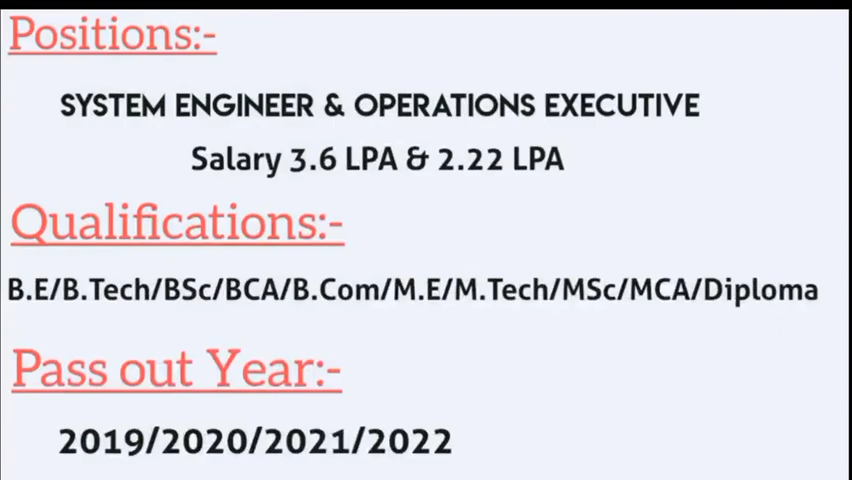 Positions:-
SYSTEM ENGINEER & OPERATIONS EXECUTIVE
Salary 3.6 LPA & 2.22 LPA
Qualifications:-
B.E/B.Tech/BSc/BCA/B.Com/M.E/M.Tech/MSc/MCA/Diploma
Pass out Year:-
2019/2020/2021/2022